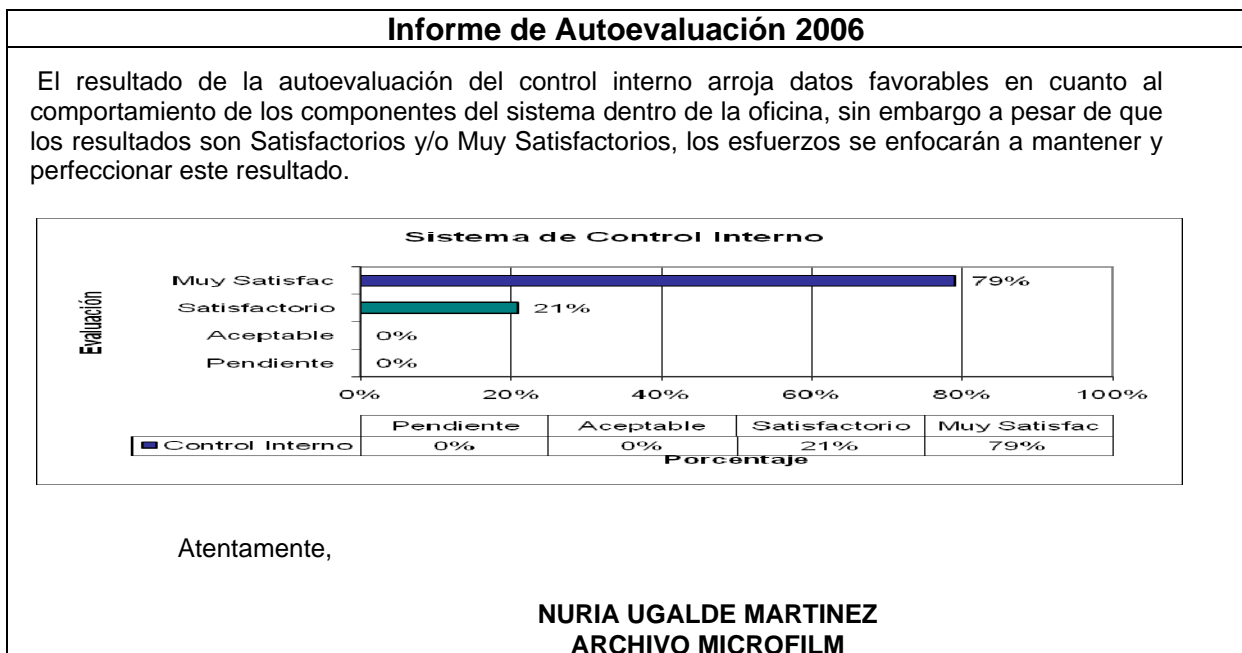 Informe de Autoevaluación 2006
El resultado de la autoevaluación del control interno arroja datos favorables en cuanto al
comportamiento de los componentes del sistema dentro de la oficina, sin embargo a pesar de que
los resultados son Satisfactorios y/o Muy Satisfactorios, los esfuerzos se enfocarán a mantener y
perfeccionar este resultado.
Sistema de Control Interno
Evaluación
Muy Satisfac 79%
Satisfactorio 21%
Aceptable 0%
Pendiente 0%
0% 20% 40% 60% 80% 100%
Pendiente Aceptable Satisfactorio Muy Satisfac
Control Interno 0% 0% 21% 79%
Porcentaje
Atentamente,
NURIA UGALDE MARTINEZ
ARCHIVO MICROFILM